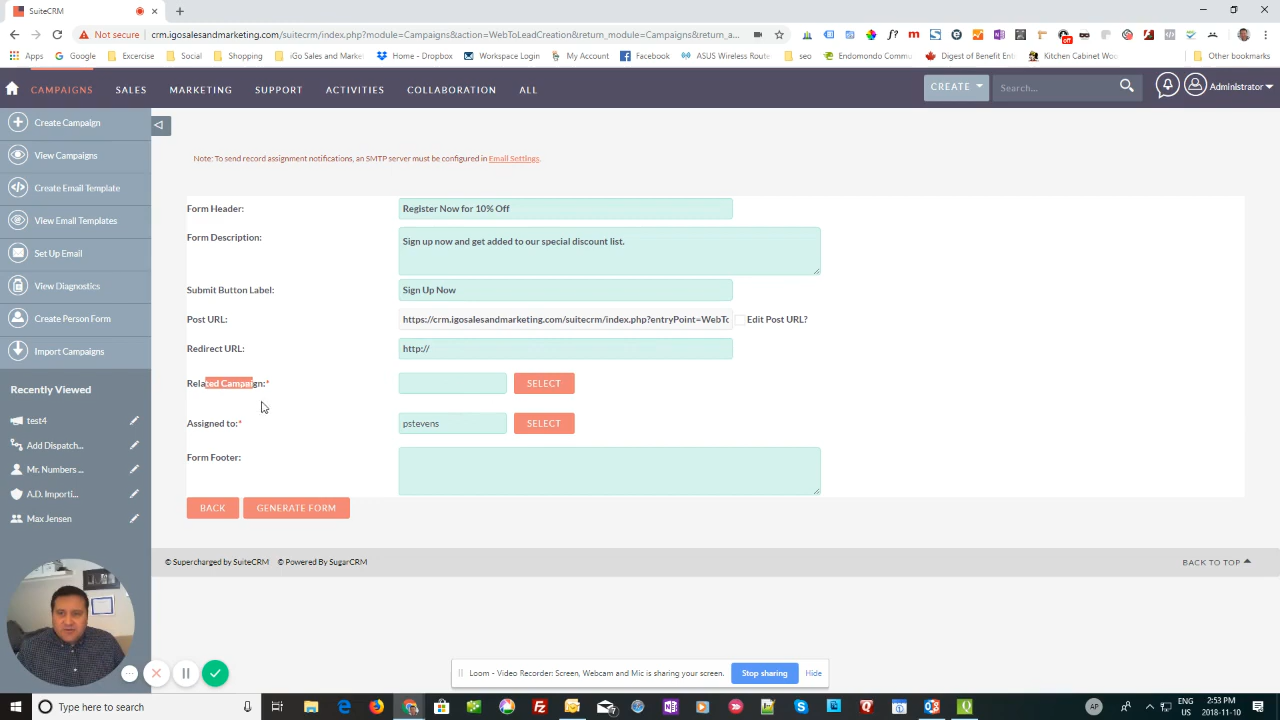 SuiteCRM
Not secure | crm.igosalesandmarketing.com/suitecrm/index.php?module=Campaigns&action=WebToLeadCreation&return_module=Campaigns&return_a...
Apps Google Excercise Shopping iGo Sales and Market Home - Dropbox My Account Facebook ASUS Wireless Route seo Endomondo Commu Digest of Benefit Ent Kitchen Cabinet Woo Other bookmarks
off
CAMPAIGNS SALES MARKETING SUPPORT ACTIVITIES COLLABORATION ALL CREATE Search... Administrator
Create Campaign
View Campaigns
Create Email Template
View Email Templates
Set Up Email
View Diagnostics
Create Person Form
Import Campaigns
Recently Viewed
test4
Add Dispatch...
Mr. Numbers ...
A.D. Importi...
Max Jensen
Note: To send record assignment notifications, an SMTP server must be configured in Email Settings.
Form Header: Register Now for 10% Off
Form Description: Sign up now and get added to our special discount list.
Submit Button Label: Sign Up Now
Post URL: https://crm.igosalesandmarketing.com/suitecrm/index.php?entryPoint=WebTo Edit Post URL?
Redirect URL: http://
Related Campaign:* SELECT
Assigned to:* pstevens SELECT
Form Footer:
BACK GENERATE FORM
© Supercharged by SuiteCRM © Powered By SugarCRM BACK TO TOP
Loom - Video Recorder: Screen, Webcam and Mic is sharing your screen. Stop sharing Hide
Type here to search
AP
ENG
US
2:53 PM
2018-11-10